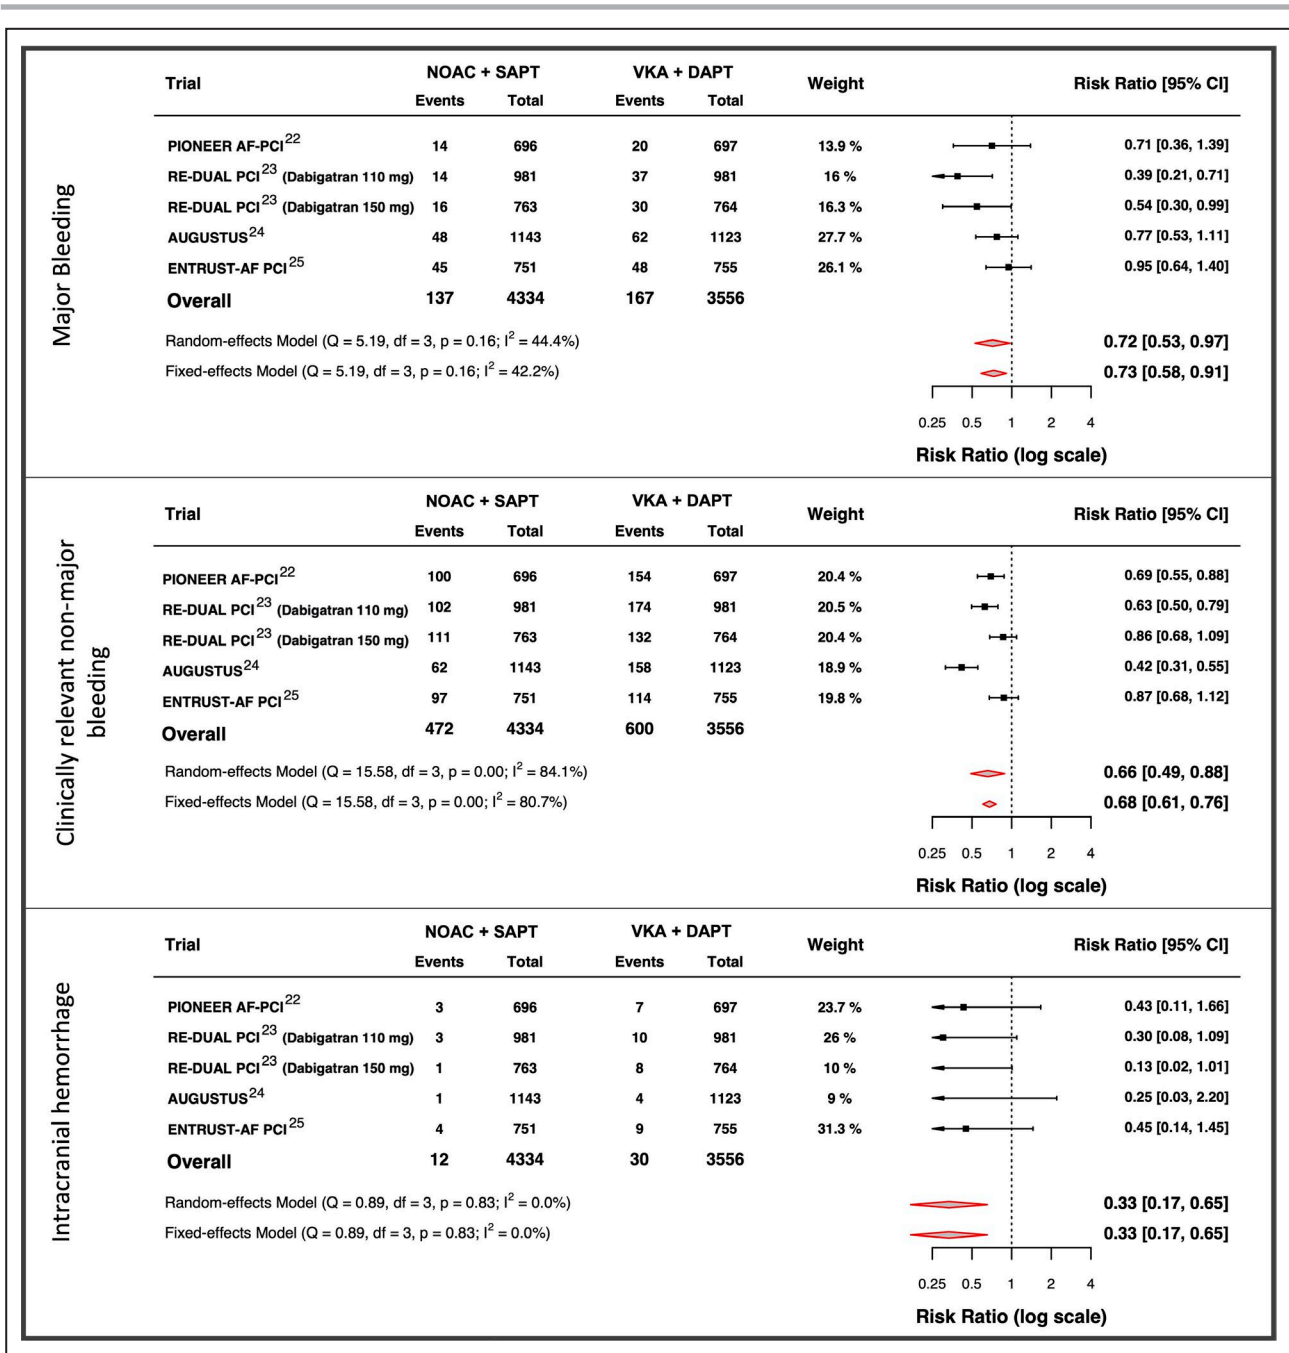 Major Bleeding
NOAC + SAPT VKA + DAPT
Trial Weight Risk Ratio [95% CI]
Events Total Events Total
PIONEER AF-PCI22 14 696 20 697 13.9 % 0.71 [0.36, 1.39]
RE-DUAL PCI23 (Dabigatran 110 mg) 14 981 37 981 16 % 0.39 [0.21, 0.71]
RE-DUAL PCI23 (Dabigatran 150 mg) 16 763 30 764 16.3 % 0.54 [0.30, 0.99]
AUGUSTUS24 48 1143 62 1123 27.7 % 0.77 [0.53, 1.11]
ENTRUST-AF PCI25 45 751 48 755 26.1 % 0.95 [0.64, 1.40]
Overall 137 4334 167 3556
Random-effects Model (Q = 5.19, df = 3, p = 0.16; I2 = 44.4%) 0.72 [0.53, 0.97]
Fixed-effects Model (Q = 5.19, df = 3, p = 0.16; I2 = 42.2%) 0.73 [0.58, 0.91]
0.25 0.5 1 2 4
Risk Ratio (log scale)
Clinically relevant non-major
bleeding
NOAC + SAPT VKA + DAPT
Trial Weight Risk Ratio [95% CI]
Events Total Events Total
PIONEER AF-PCI22 100 696 154 697 20.4 % 0.69 [0.55, 0.88]
RE-DUAL PCI23 (Dabigatran 110 mg) 102 981 174 981 20.5 % 0.63 [0.50, 0.79]
RE-DUAL PCI23 (Dabigatran 150 mg) 111 763 132 764 20.4 % 0.86 [0.68, 1.09]
AUGUSTUS24 62 1143 158 1123 18.9 % 0.42 [0.31, 0.55]
ENTRUST-AF PCI25 97 751 114 755 19.8 % 0.87 [0.68, 1.12]
Overall 472 4334 600 3556
Random-effects Model (Q = 15.58, df = 3, p = 0.00; I2 = 84.1%) 0.66 [0.49, 0.88]
Fixed-effects Model (Q = 15.58, df = 3, p = 0.00; I2 = 80.7%) 0.68 [0.61, 0.76]
0.25 0.5 1 2 4
Risk Ratio (log scale)
Intracranial hemorrhage
NOAC + SAPT VKA + DAPT
Trial Weight Risk Ratio [95% CI]
Events Total Events Total
PIONEER AF-PCI22 3 696 7 697 23.7 % 0.43 [0.11, 1.66]
RE-DUAL PCI23 (Dabigatran 110 mg) 3 981 10 981 26 % 0.30 [0.08, 1.09]
RE-DUAL PCI23 (Dabigatran 150 mg) 1 763 8 764 10 % 0.13 [0.02, 1.01]
AUGUSTUS24 1 1143 4 1123 9 % 0.25 [0.03, 2.20]
ENTRUST-AF PCI25 4 751 9 755 31.3 % 0.45 [0.14, 1.45]
Overall 12 4334 30 3556
Random-effects Model (Q = 0.89, df = 3, p = 0.83; I2 = 0.0%) 0.33 [0.17, 0.65]
Fixed-effects Model (Q = 0.89, df = 3, p = 0.83; I2 = 0.0%) 0.33 [0.17, 0.65]
0.25 0.5 1 2 4
Risk Ratio (log scale)